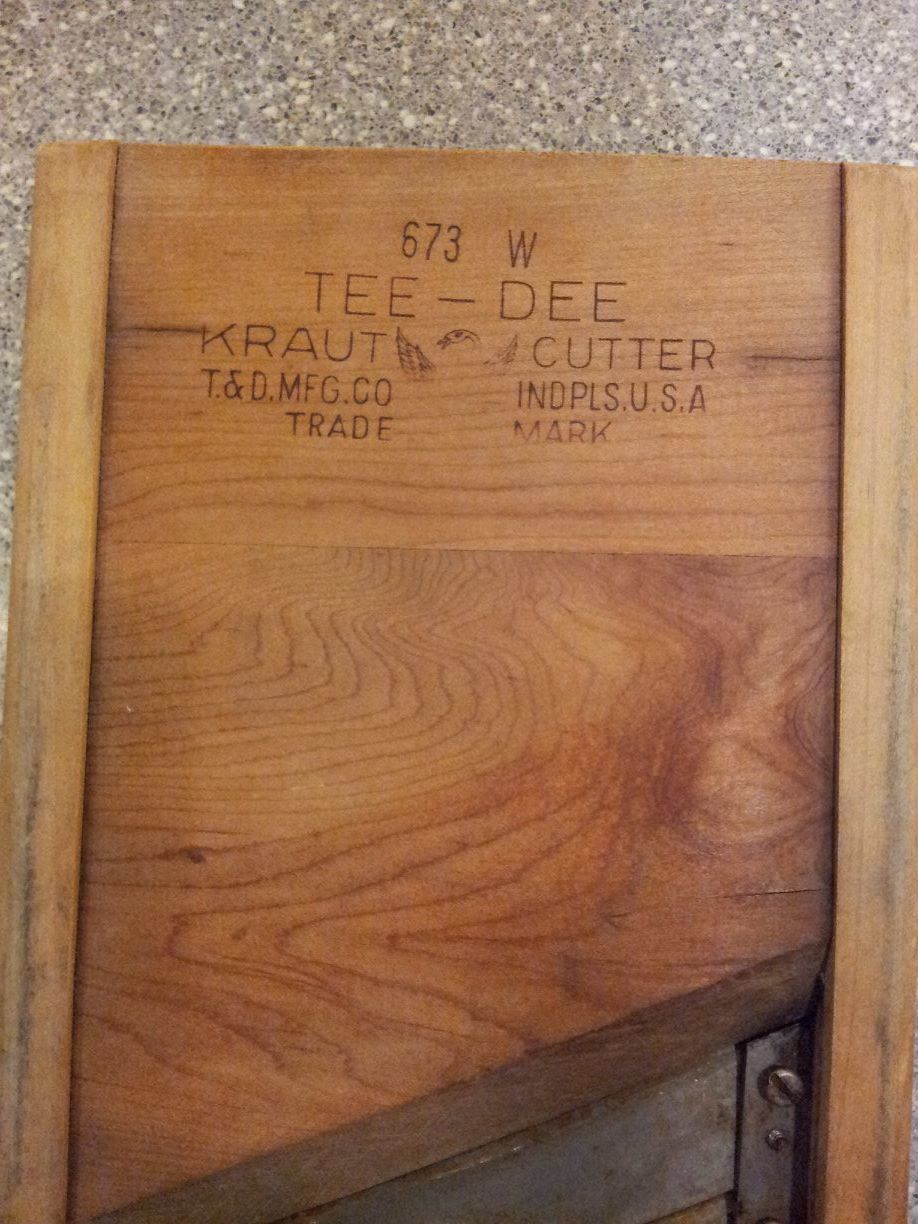 673 W
TEE-DEE
KRAUT CUTTER
T.&D.MFG.CO INDPLS.U.S.A
TRADE MARK